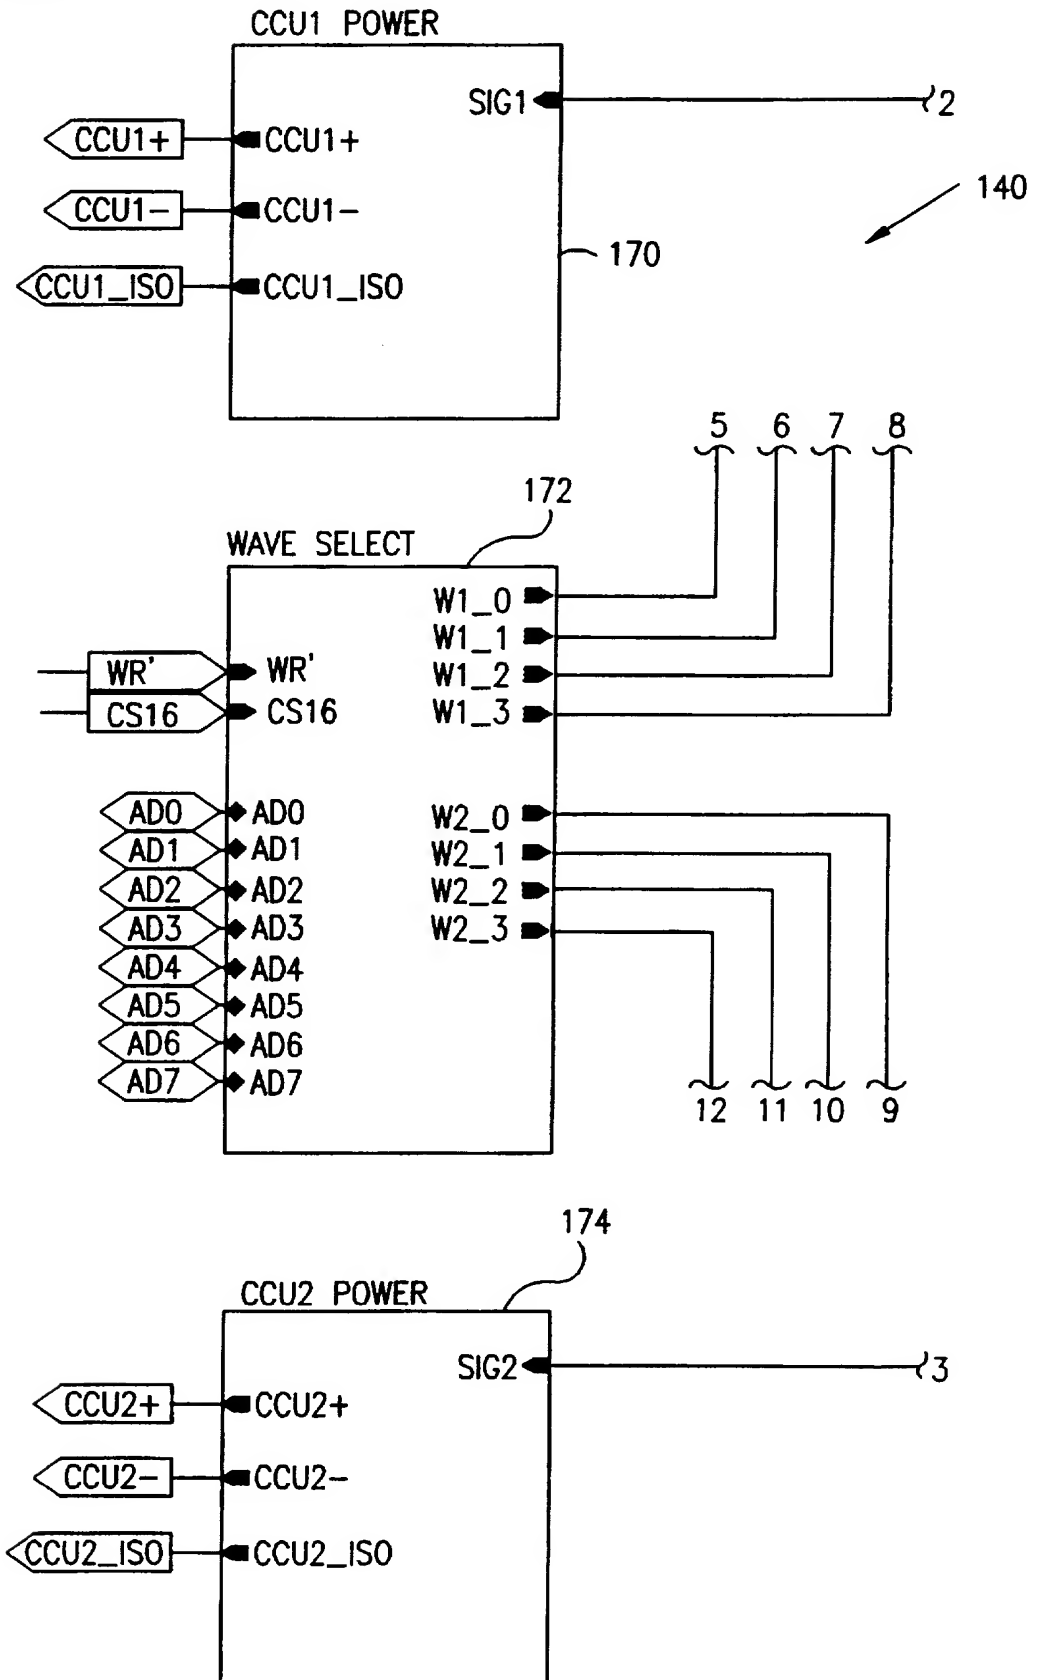 CCU1 POWER
SIG1 2
CCU1+ CCU1+
140
CCU1- CCU1-
170
CCU1_ISO CCU1_ISO
5 6 7 8
172
WAVE SELECT
W1_0
W1_1
WR' WR' W1_2
CS16 CS16 W1_3
AD0 AD0 W2_0
AD1 AD1 W2_1
AD2 AD2 W2_2
AD3 AD3 W2_3
AD4 AD4
AD5 AD5
AD6 AD6
AD7 AD7
12 11 10 9
174
CCU2 POWER
SIG2 3
CCU2+ CCU2+
CCU2- CCU2-
CCU2_ISO CCU2_ISO